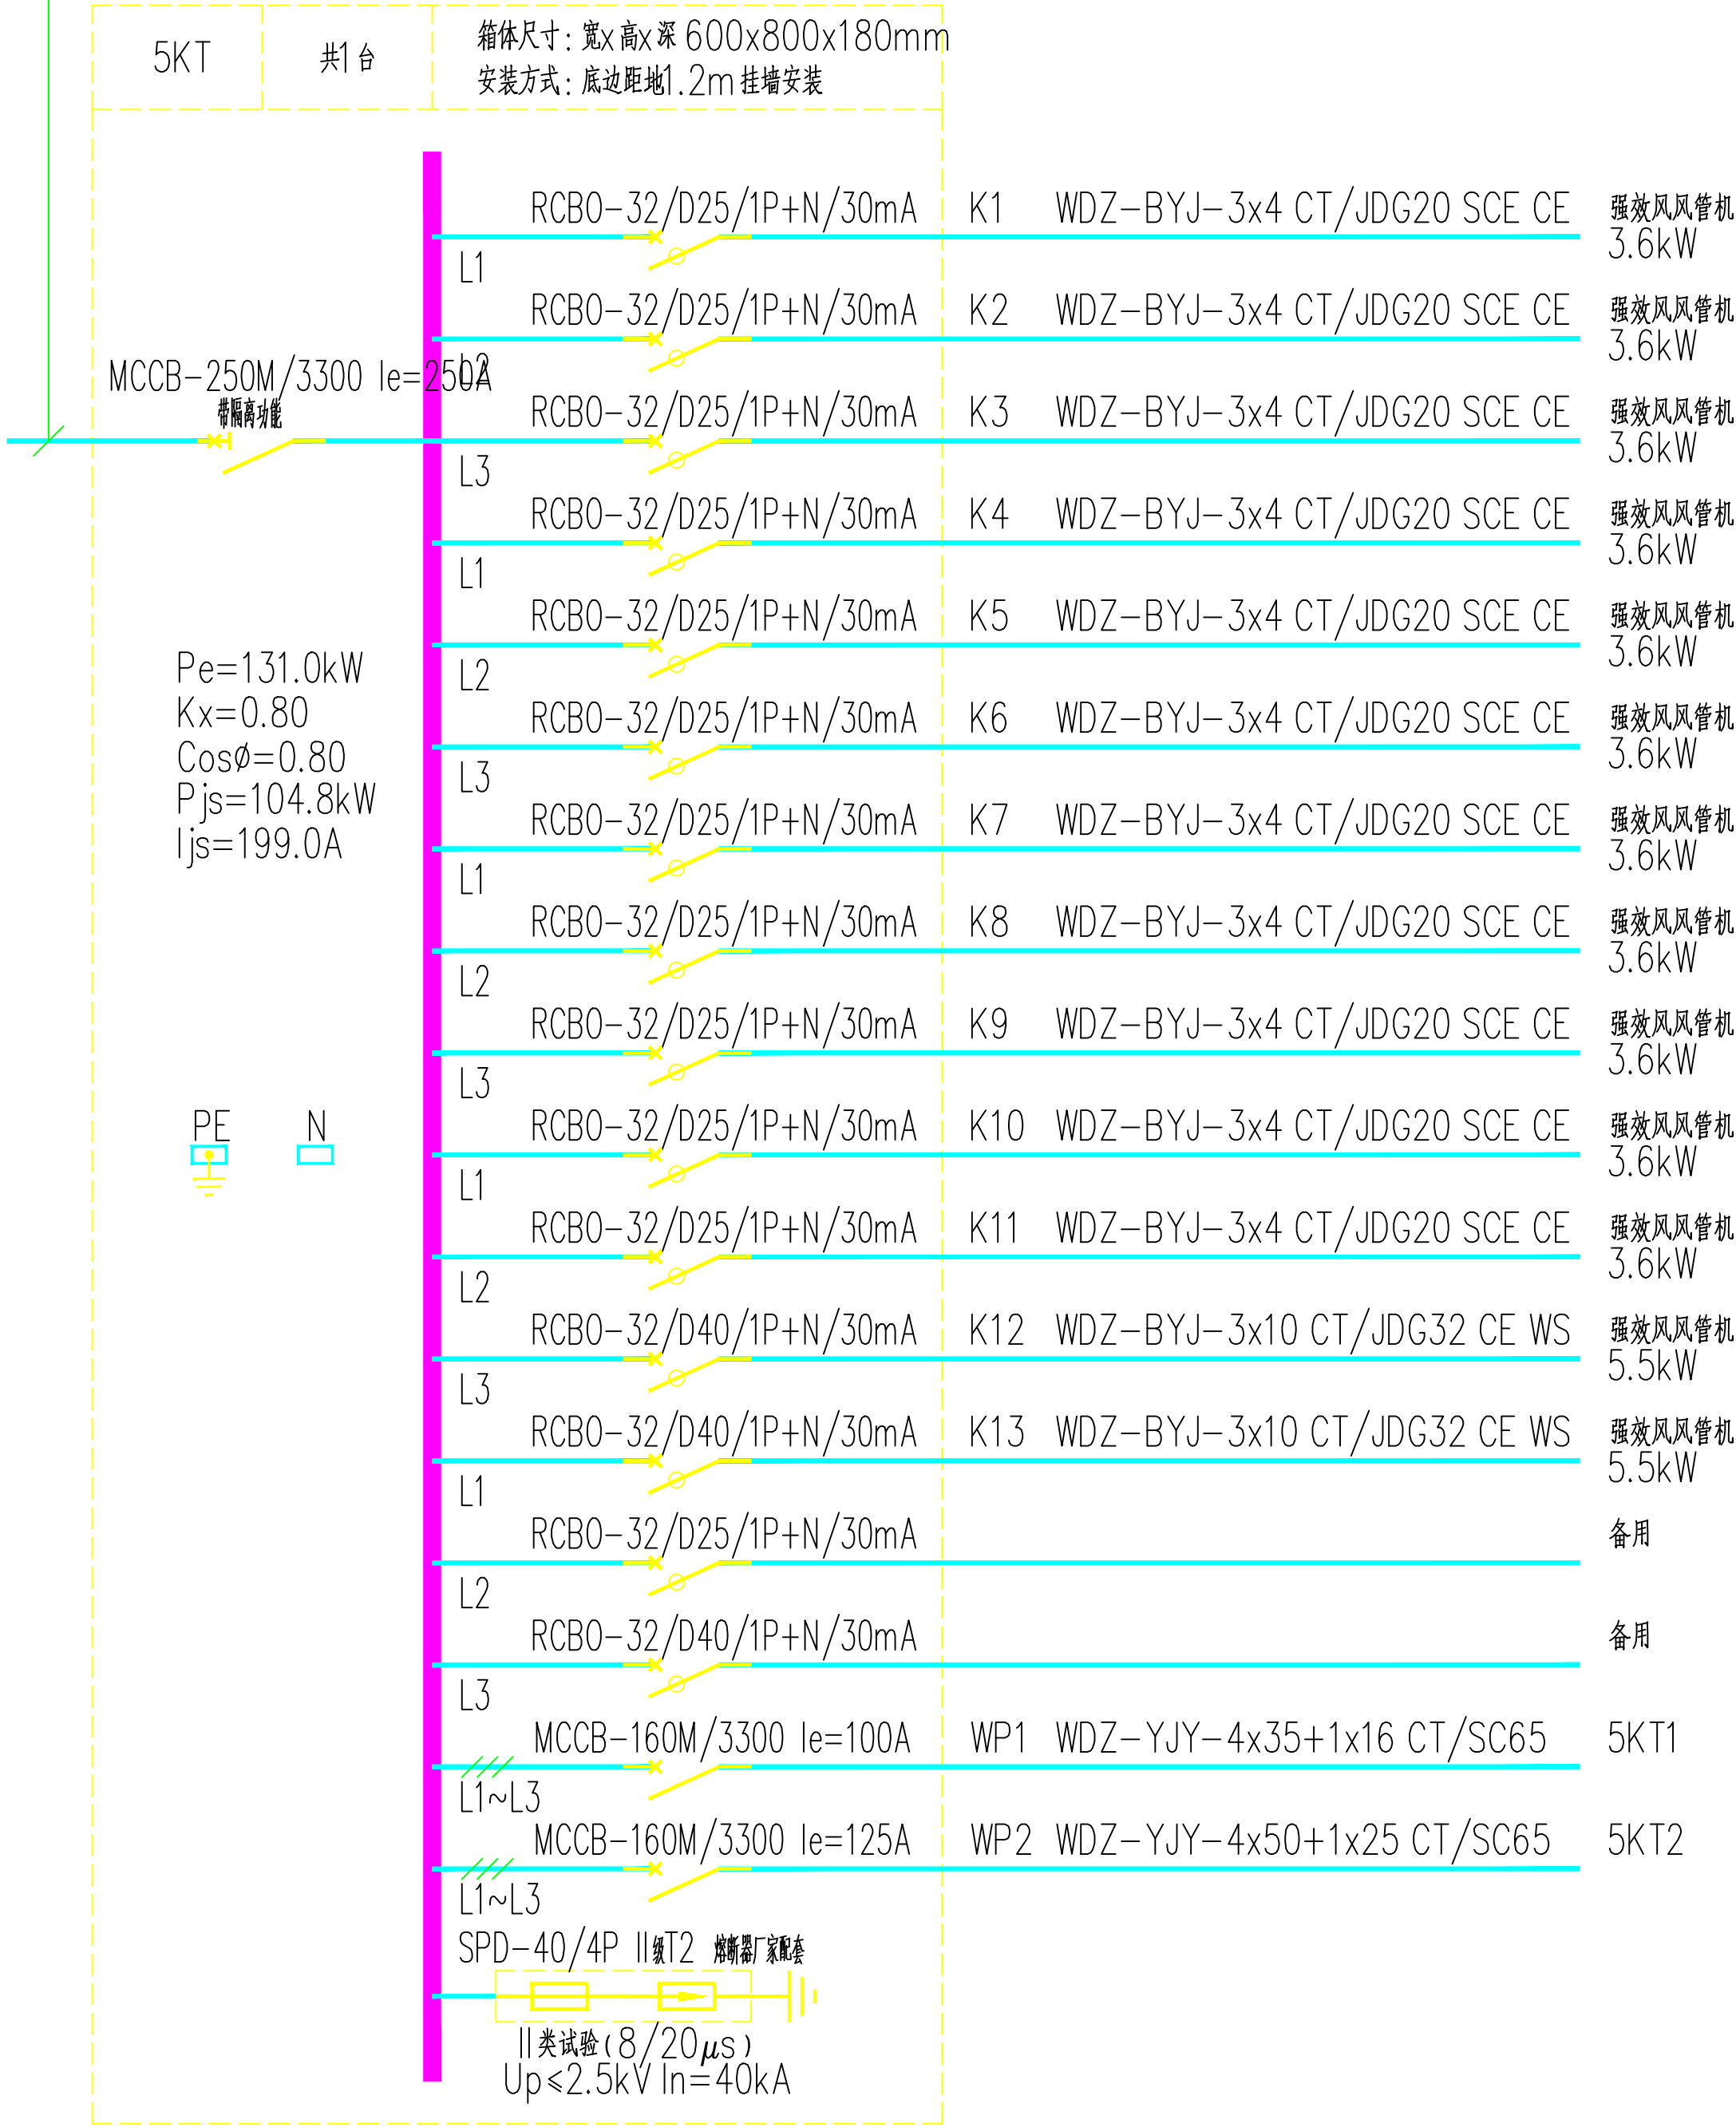 5KT
共1台
箱体尺寸: 宽x高x深 600x800x180mm
安装方式: 底边距地1.2m挂墙安装
RCBO-32/D25/1P+N/30mA K1 WDZ-BYJ-3x4 CT/JDG20 SCE CE 强效风风管机
L1 3.6kW
RCBO-32/D25/1P+N/30mA K2 WDZ-BYJ-3x4 CT/JDG20 SCE CE 强效风风管机
L2 3.6kW
MCCB-250M/3300 Ie=250A
带隔离功能
RCBO-32/D25/1P+N/30mA K3 WDZ-BYJ-3x4 CT/JDG20 SCE CE 强效风风管机
L3 3.6kW
RCBO-32/D25/1P+N/30mA K4 WDZ-BYJ-3x4 CT/JDG20 SCE CE 强效风风管机
L1 3.6kW
RCBO-32/D25/1P+N/30mA K5 WDZ-BYJ-3x4 CT/JDG20 SCE CE 强效风风管机
L2 3.6kW
Pe=131.0kW
Kx=0.80
Cosø=0.80
Pjs=104.8kW
Ijs=199.0A
RCBO-32/D25/1P+N/30mA K6 WDZ-BYJ-3x4 CT/JDG20 SCE CE 强效风风管机
L3 3.6kW
RCBO-32/D25/1P+N/30mA K7 WDZ-BYJ-3x4 CT/JDG20 SCE CE 强效风风管机
L1 3.6kW
RCBO-32/D25/1P+N/30mA K8 WDZ-BYJ-3x4 CT/JDG20 SCE CE 强效风风管机
L2 3.6kW
RCBO-32/D25/1P+N/30mA K9 WDZ-BYJ-3x4 CT/JDG20 SCE CE 强效风风管机
L3 3.6kW
PE N
RCBO-32/D25/1P+N/30mA K10 WDZ-BYJ-3x4 CT/JDG20 SCE CE 强效风风管机
L1 3.6kW
RCBO-32/D25/1P+N/30mA K11 WDZ-BYJ-3x4 CT/JDG20 SCE CE 强效风风管机
L2 3.6kW
RCBO-32/D40/1P+N/30mA K12 WDZ-BYJ-3x10 CT/JDG32 CE WS 强效风风管机
L3 5.5kW
RCBO-32/D40/1P+N/30mA K13 WDZ-BYJ-3x10 CT/JDG32 CE WS 强效风风管机
L1 5.5kW
RCBO-32/D25/1P+N/30mA 备用
L2
RCBO-32/D40/1P+N/30mA 备用
L3
MCCB-160M/3300 Ie=100A WP1 WDZ-YJY-4x35+1x16 CT/SC65 5KT1
L1~L3
MCCB-160M/3300 Ie=125A WP2 WDZ-YJY-4x50+1x25 CT/SC65 5KT2
L1~L3
SPD-40/4P II级T2 熔断器厂家配套
II类试验(8/20μs)
Up≤2.5kV In=40kA